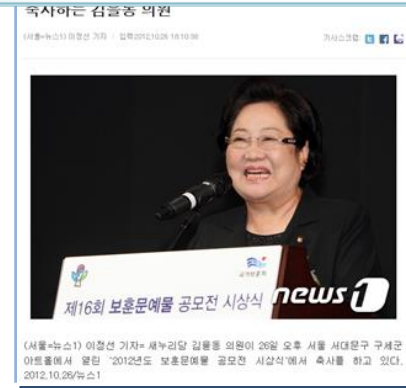 축사하는 김을동 의원
(서울=뉴스1) 이정선 기자 | 입력2012.10.26 18:10:38
기사스크랩:
국가보훈처
제16회 보훈문예물 공모전 시상식
news1
(서울=뉴스1) 이정선 기자= 새누리당 김을동 의원이 26일 오후 서울 서대문구 구세군
아트홀에서 열린 '2012년도 보훈문예물 공모전 시상식'에서 축사를 하고 있다.
2012.10.26/뉴스1